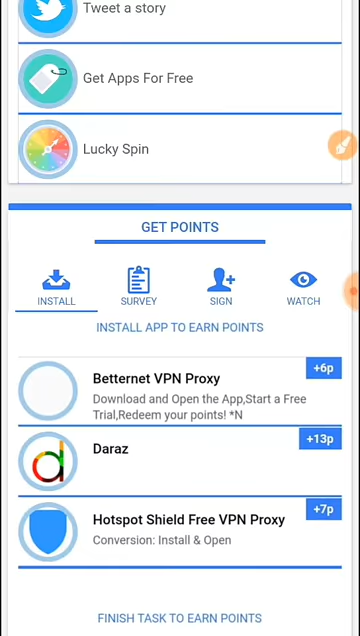 Tweet a story
Get Apps For Free
Lucky Spin
GET POINTS
INSTALL
SURVEY
SIGN
WATCH
INSTALL APP TO EARN POINTS
+6p
Betternet VPN Proxy
Download and Open the App,Start a Free
Trial,Redeem your points! *N
+13p
Daraz
+7p
Hotspot Shield Free VPN Proxy
Conversion: Install & Open
FINISH TASK TO EARN POINTS